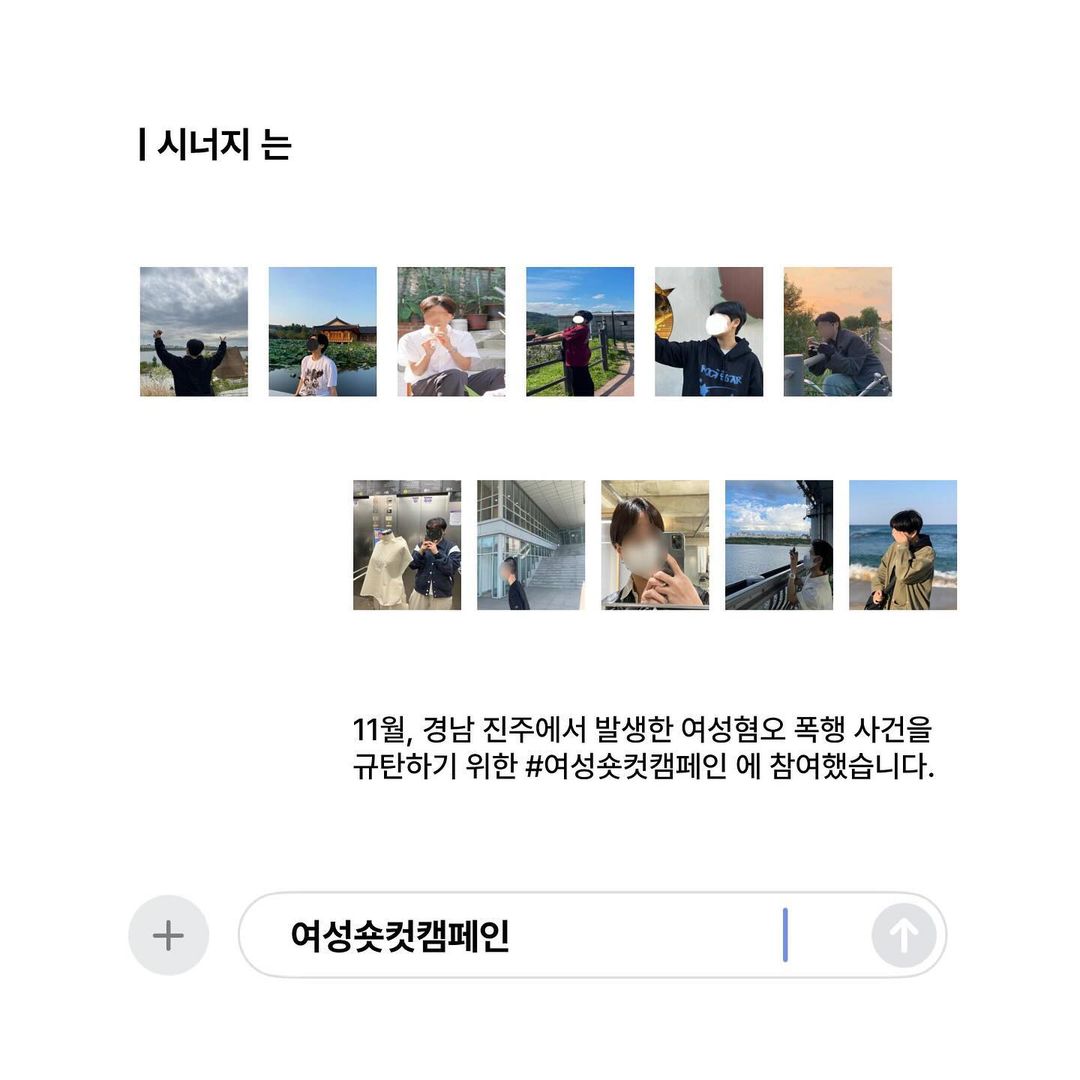 | 시너지 는
11월, 경남 진주에서 발생한 여성혐오 폭행 사건을
규탄하기 위한 #여성숏컷캠페인 에 참여했습니다.
여성숏컷캠페인